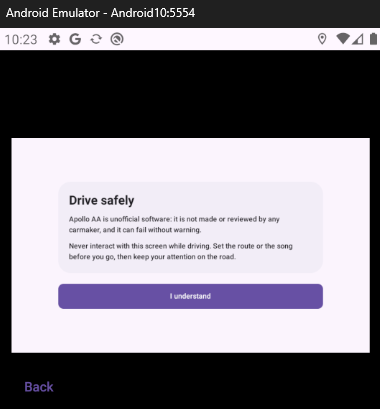 Android Emulator - Android10:5554
10:23
Drive safely
Apollo AA is unofficial software: it is not made or reviewed by any
carmaker, and it can fail without warning.
Never interact with this screen while driving. Set the route or the song
before you go, then keep your attention on the road.
I understand
Back